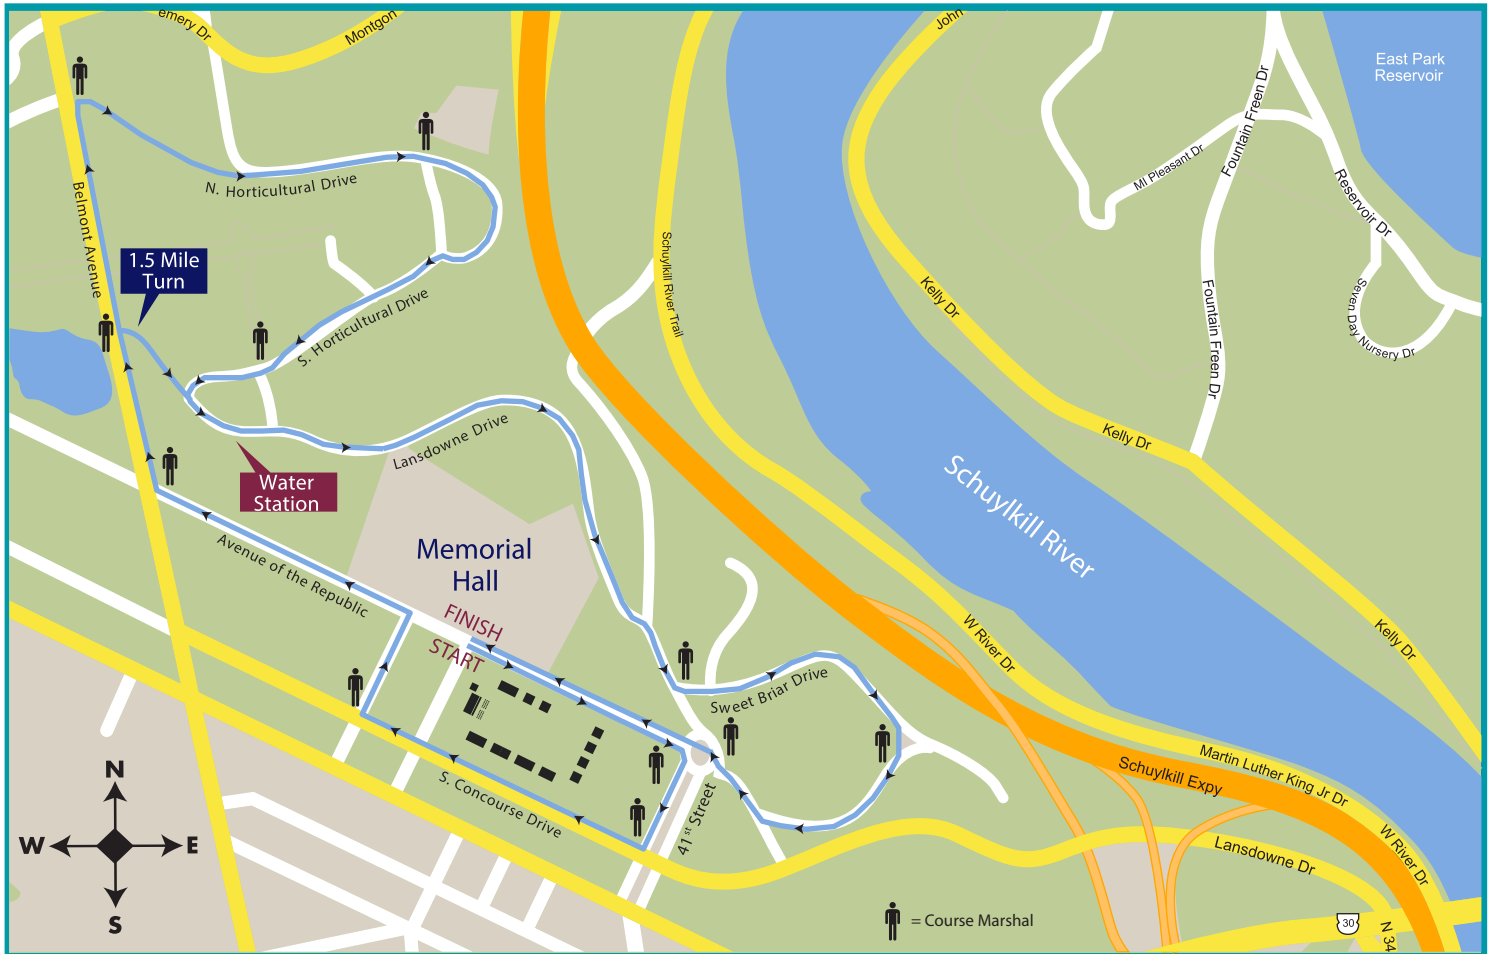 emery Dr
Montgon
John
East Park
Reservoir
Fountain Freen Dr
Ml Pleasant Dr
Reservoir Dr
N. Horticultural Drive
Belmont Avenue
1.5 Mile
Turn
Schuylkill River Trail
Kelly Dr
Fountain Freen Dr
Seven Day Nursery Dr
S. Horticultural Drive
Lansdowne Drive
Kelly Dr
Water
Station
Schuylkill River
Avenue of the Republic
Memorial
Hall
FINISH
START
W River Dr
Kelly Dr
Sweet Briar Drive
S. Concourse Drive
41st Street
Martin Luther King Jr Dr
Schuylkill Expy
W River Dr
Lansdowne Dr
N
W
E
S
= Course Marshal
30
N 34